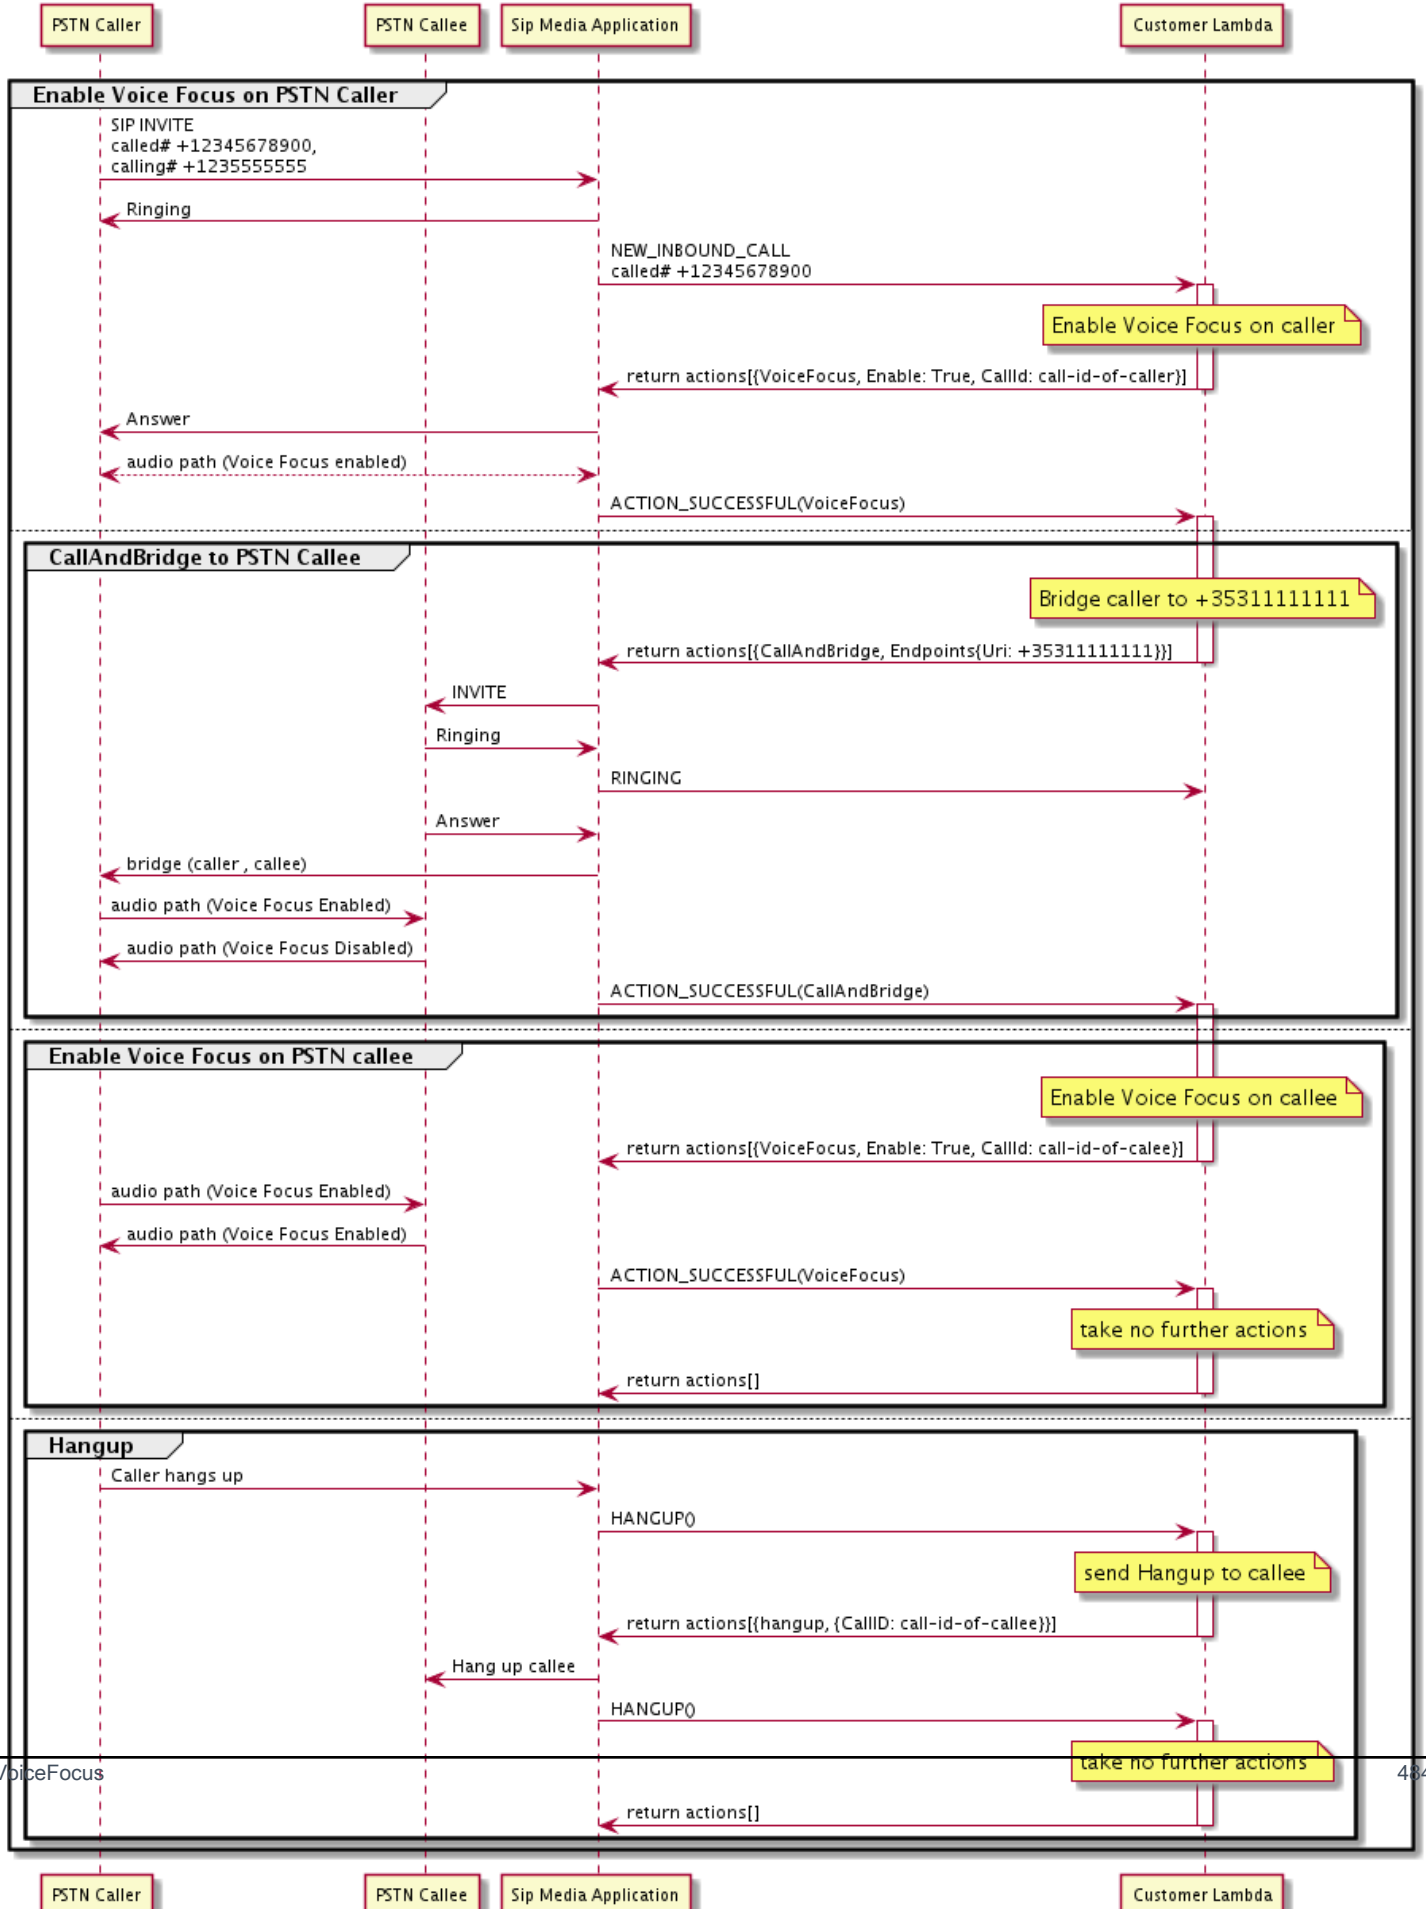 PSTN Caller
PSTN Callee
Sip Media Application
Customer Lambda
Enable Voice Focus on PSTN Caller
SIP INVITE
called# +12345678900,
calling# +1235555555
Ringing
NEW_INBOUND_CALL
called# +12345678900
Enable Voice Focus on caller
return actions[{VoiceFocus, Enable: True, CallId: call-id-of-caller}]
Answer
audio path (Voice Focus enabled)
ACTION_SUCCESSFUL(VoiceFocus)
CallAndBridge to PSTN Callee
Bridge caller to +35311111111
return actions[{CallAndBridge, Endpoints{Uri: +35311111111}}]
INVITE
Ringing
RINGING
Answer
bridge (caller , callee)
audio path (Voice Focus Enabled)
audio path (Voice Focus Disabled)
ACTION_SUCCESSFUL(CallAndBridge)
Enable Voice Focus on PSTN callee
Enable Voice Focus on callee
return actions[{VoiceFocus, Enable: True, CallId: call-id-of-calee}]
audio path (Voice Focus Enabled)
audio path (Voice Focus Enabled)
ACTION_SUCCESSFUL(VoiceFocus)
take no further actions
return actions[]
Hangup
Caller hangs up
HANGUP()
send Hangup to callee
return actions[{hangup, {CallID: call-id-of-callee}}]
Hang up callee
HANGUP()
take no further actions
VoiceFocus
484
return actions[]
PSTN Caller
PSTN Callee
Sip Media Application
Customer Lambda